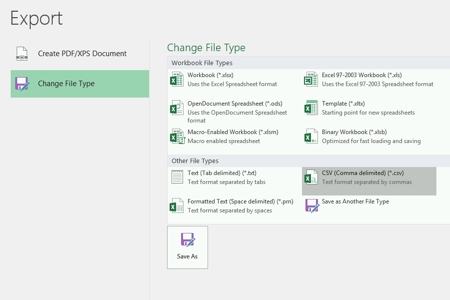 Export
Create PDF/XPS Document
Change File Type
Change File Type
Workbook File Types
Workbook (*.xlsx)
Uses the Excel Spreadsheet format
Excel 97-2003 Workbook (*.xls)
Uses the Excel 97-2003 Spreadsheet format
OpenDocument Spreadsheet (*.ods)
Uses the OpenDocument Spreadsheet
format
Template (*.xltx)
Starting point for new spreadsheets
Macro-Enabled Workbook (*.xlsm)
Macro enabled spreadsheet
Binary Workbook (*.xlsb)
Optimized for fast loading and saving
Other File Types
Text (Tab delimited) (*.txt)
Text format separated by tabs
CSV (Comma delimited) (*.csv)
Text format separated by commas
Formatted Text (Space delimited) (*.prn)
Text format separated by spaces
Save as Another File Type
Save As